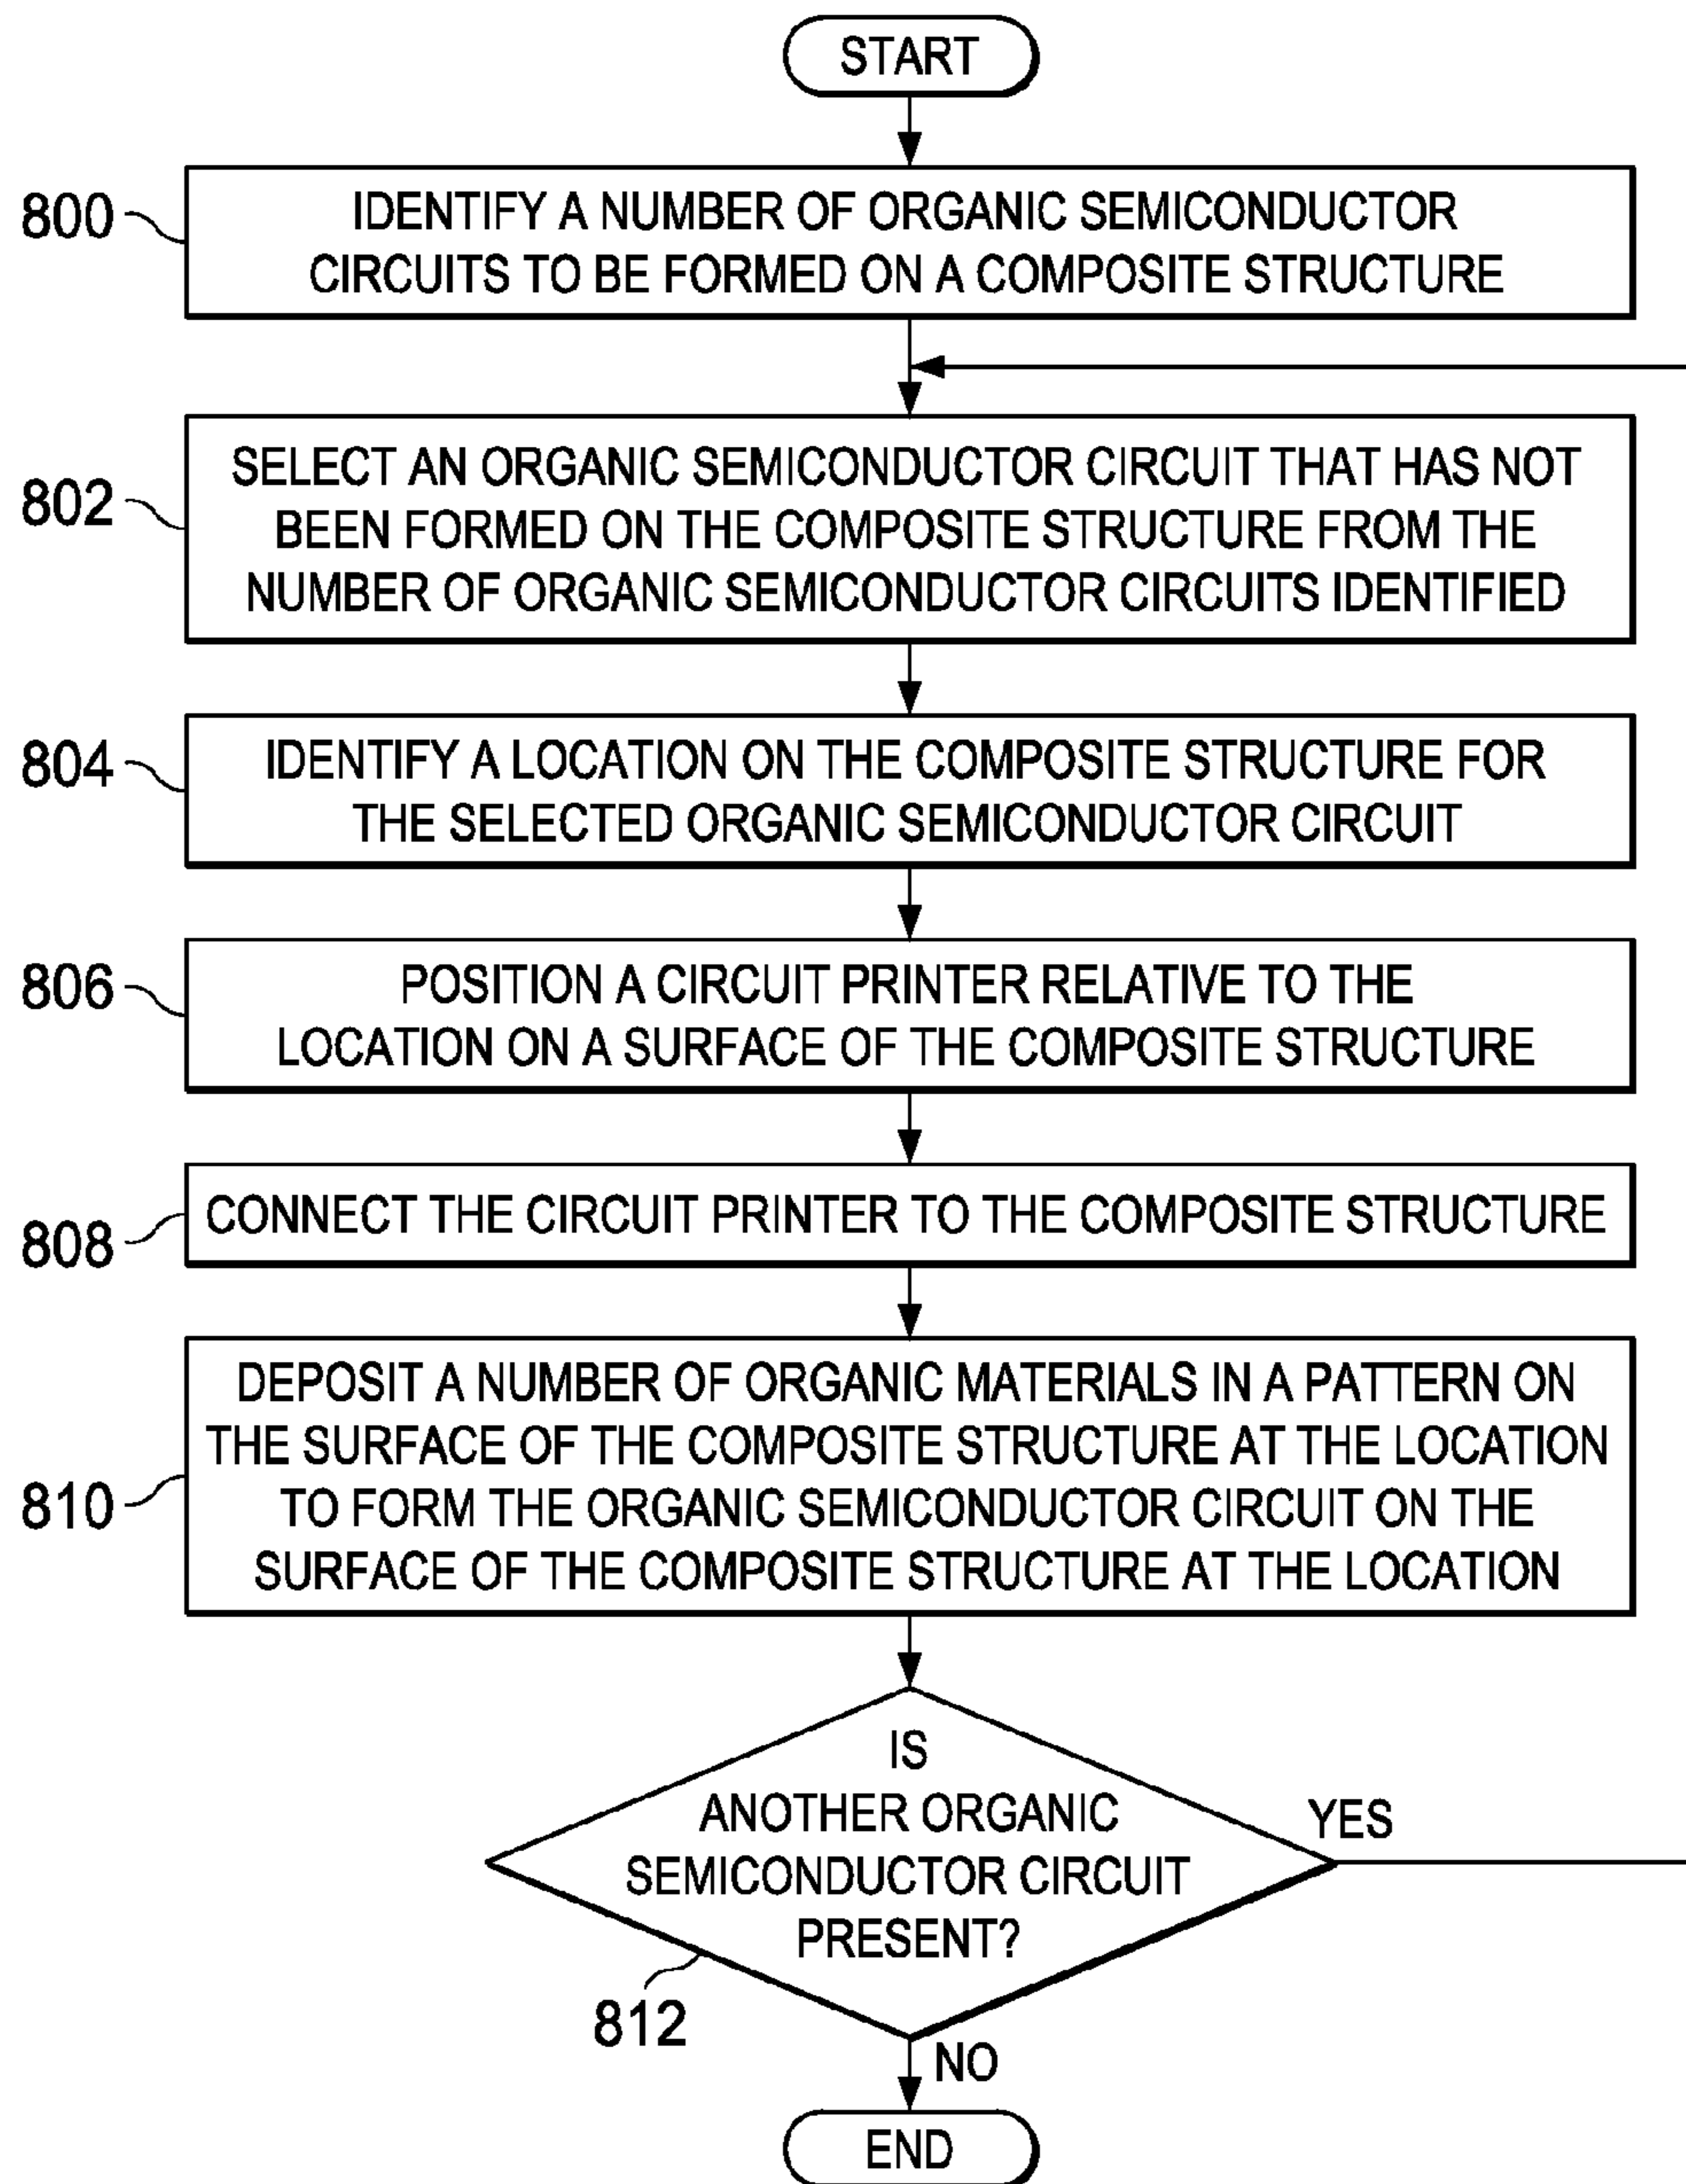 START
800
IDENTIFY A NUMBER OF ORGANIC SEMICONDUCTOR
CIRCUITS TO BE FORMED ON A COMPOSITE STRUCTURE
802
SELECT AN ORGANIC SEMICONDUCTOR CIRCUIT THAT HAS NOT
BEEN FORMED ON THE COMPOSITE STRUCTURE FROM THE
NUMBER OF ORGANIC SEMICONDUCTOR CIRCUITS IDENTIFIED
804
IDENTIFY A LOCATION ON THE COMPOSITE STRUCTURE FOR
THE SELECTED ORGANIC SEMICONDUCTOR CIRCUIT
806
POSITION A CIRCUIT PRINTER RELATIVE TO THE
LOCATION ON A SURFACE OF THE COMPOSITE STRUCTURE
808
CONNECT THE CIRCUIT PRINTER TO THE COMPOSITE STRUCTURE
810
DEPOSIT A NUMBER OF ORGANIC MATERIALS IN A PATTERN ON
THE SURFACE OF THE COMPOSITE STRUCTURE AT THE LOCATION
TO FORM THE ORGANIC SEMICONDUCTOR CIRCUIT ON THE
SURFACE OF THE COMPOSITE STRUCTURE AT THE LOCATION
IS
ANOTHER ORGANIC
SEMICONDUCTOR CIRCUIT
PRESENT?
YES
812
NO
END